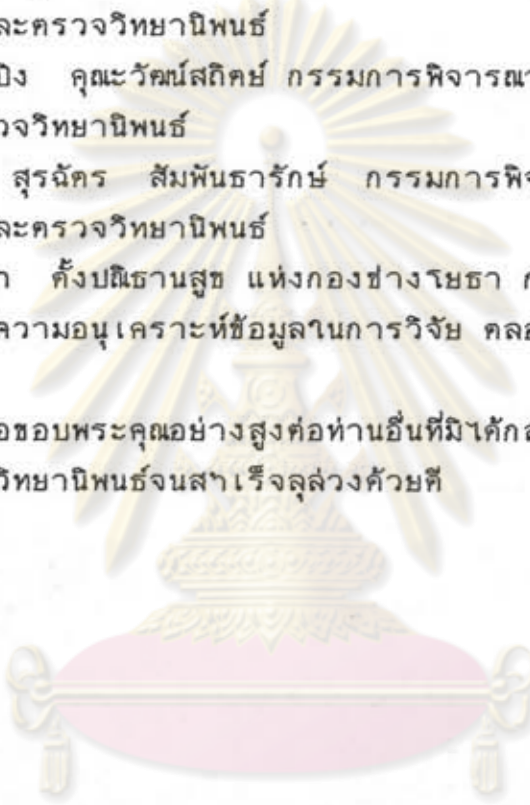 ละตรวจวิทยานิพนธ์
ปิง คุณะวัฒน์สถิตย์ กรรมการพิจารณา
วจวิทยานิพนธ์
สุรฉัตร สัมพันธารักษ์ กรรมการพิจ
ละตรวจวิทยานิพนธ์
า ตั้งปณิธานสุข แห่งกองช่างโยธา ก
ความอนุเคราะห์ข้อมูลในการวิจัย ตลอ
อขอบพระคุณอย่างสูงต่อท่านอื่นที่มิได้กล
วิทยานิพนธ์จนสำเร็จลุล่วงด้วยดี